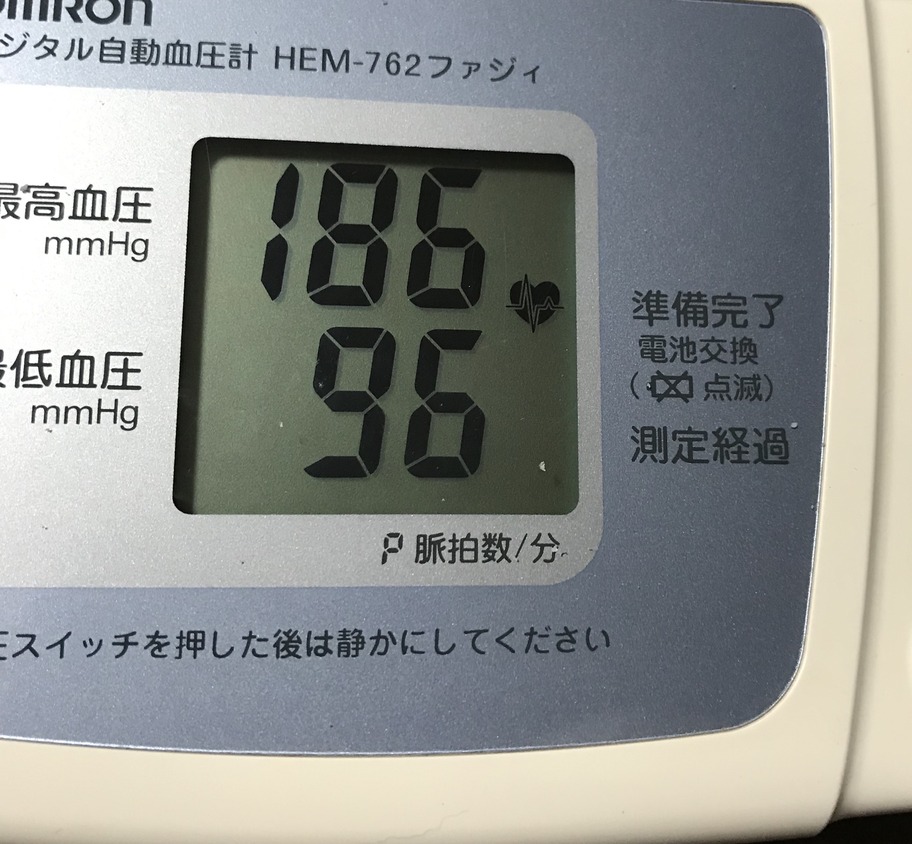 OMRON
ジタル自動血圧計 HEM-762ファジィ
最高血圧
mmHg
186
最低血圧
mmHg
96
準備完了
電池交換
( 点滅)
測定経過
P 脈拍数/分
圧スイッチを押した後は静かにしてください